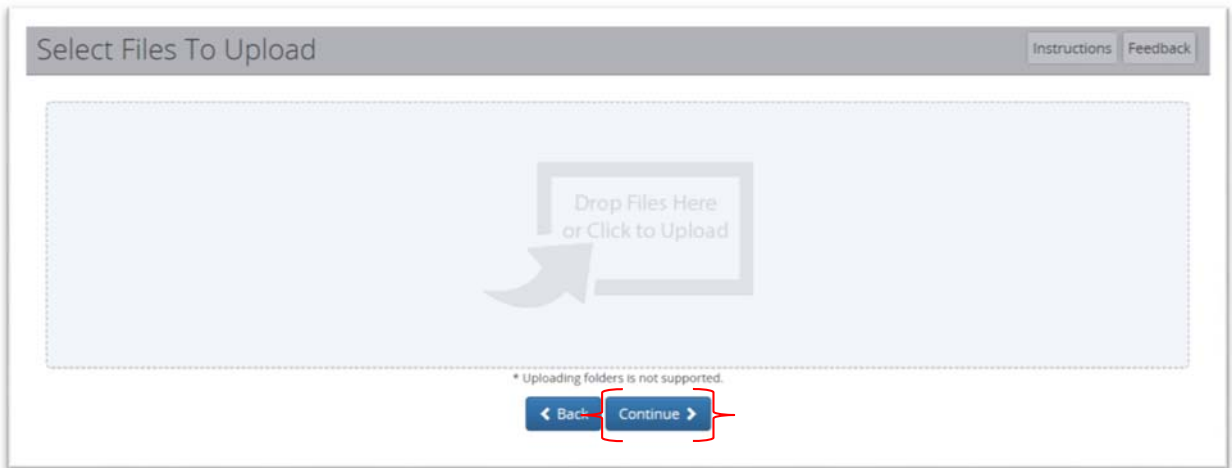 Select Files To Upload
Instructions Feedback
Drop Files Here
or Click to Upload
* Uploading folders is not supported.
Back Continue